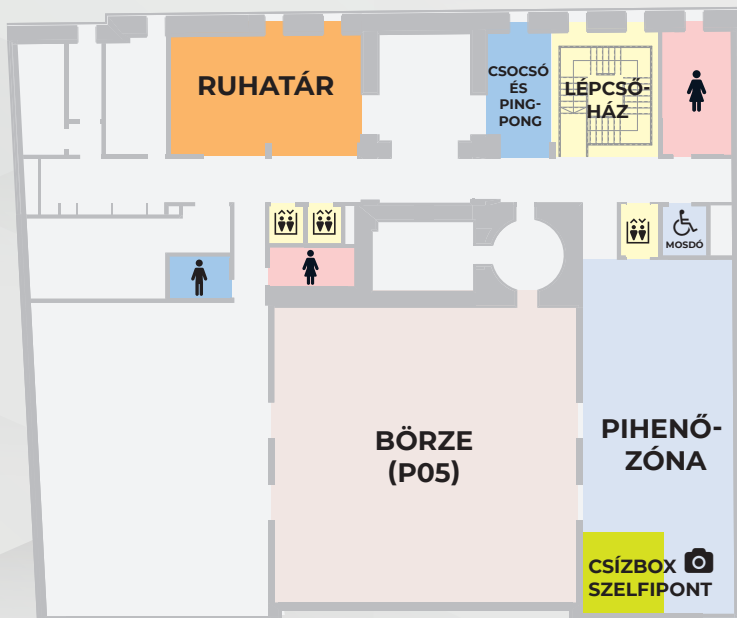 RUHATÁR
CSOCSÓ
ÉS
PING-
PONG
LÉPCSŐ-
HÁZ
MOSDÓ
BÖRZE
(P05)
PIHENŐ-
ZÓNA
CSÍZBOX
SZELFIPONT